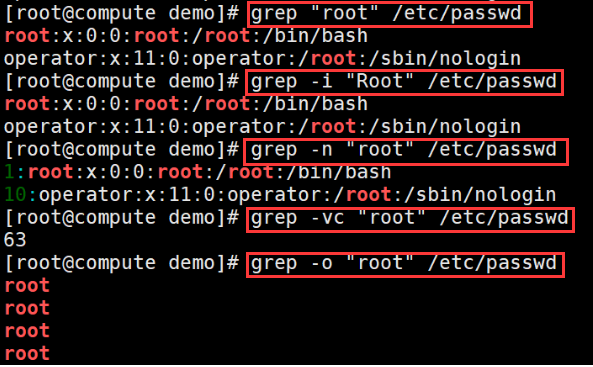 [root@compute demo]# grep "root" /etc/passwd
root:x:0:0:root:/root:/bin/bash
operator:x:11:0:operator:/root:/sbin/nologin
[root@compute demo]# grep -i "Root" /etc/passwd
root:x:0:0:root:/root:/bin/bash
operator:x:11:0:operator:/root:/sbin/nologin
[root@compute demo]# grep -n "root" /etc/passwd
1:root:x:0:0:root:/root:/bin/bash
10:operator:x:11:0:operator:/root:/sbin/nologin
[root@compute demo]# grep -vc "root" /etc/passwd
63
[root@compute demo]# grep -o "root" /etc/passwd
root
root
root
root